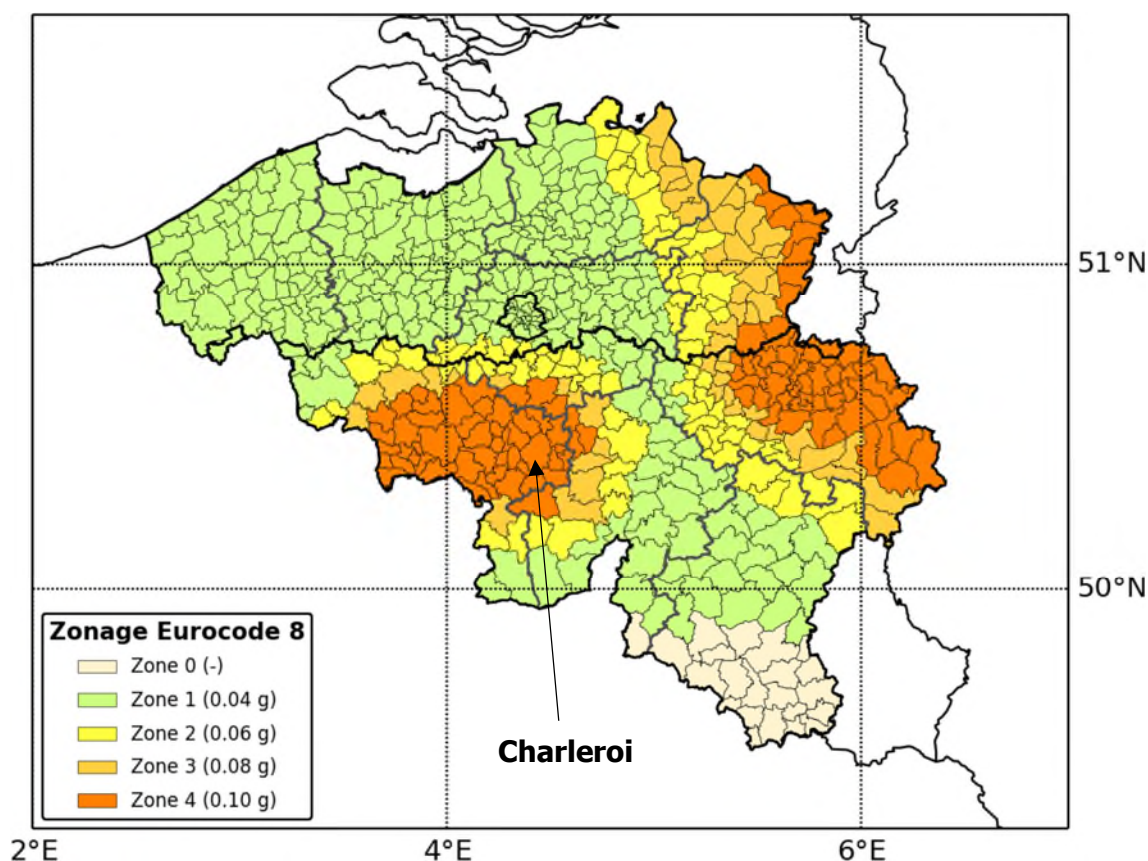 51°N
50°N
Zonage Eurocode 8
Zone 0 (-)
Zone 1 (0.04 g)
Zone 2 (0.06 g)
Zone 3 (0.08 g)
Zone 4 (0.10 g)
Charleroi
2°E
4°E
6°E